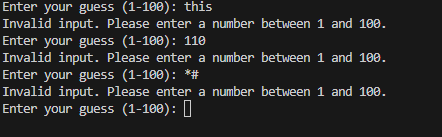 Enter your guess (1-100): this
Invalid input. Please enter a number between 1 and 100.
Enter your guess (1-100): 110
Invalid input. Please enter a number between 1 and 100.
Enter your guess (1-100): *#
Invalid input. Please enter a number between 1 and 100.
Enter your guess (1-100):